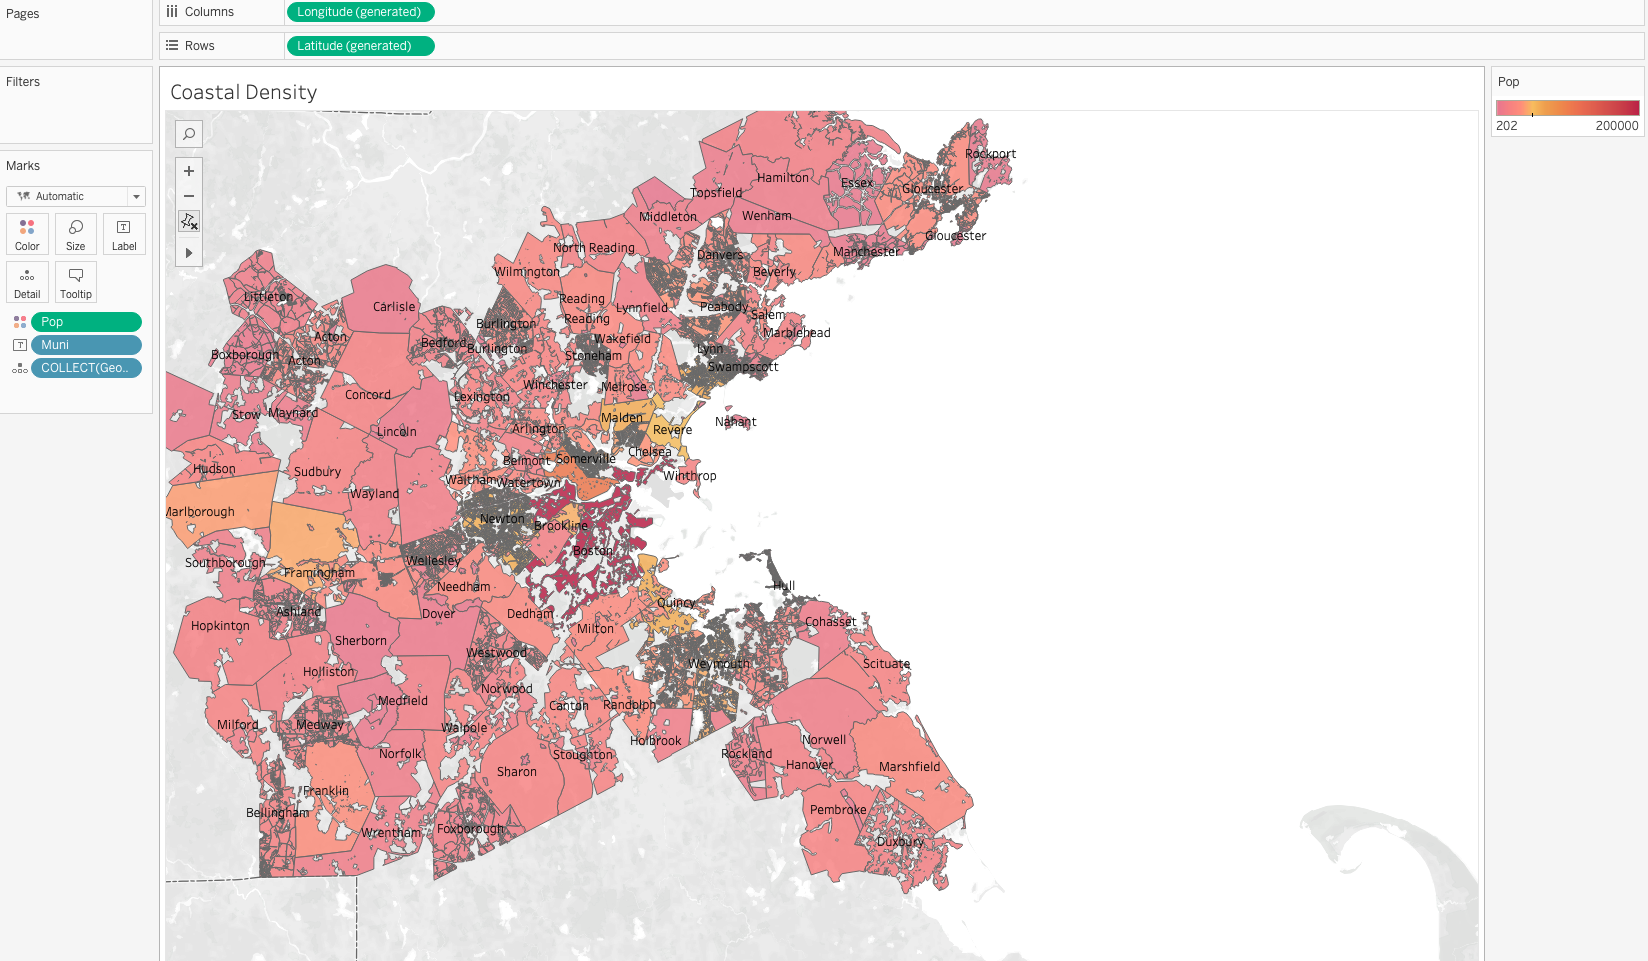 Pages
Columns
Longitude (generated)
Rows
Latitude (generated)
Filters
Marks
Automatic
Color
Size
Label
Detail
Tooltip
Pop
Muni
COLLECT(Geo..
Coastal Density
Pop
202
200000
Rockport
Hamilton
Essex
Gloucester
Topsfield
Middleton
Wenham
Gloucester
North Reading
Danvers
Manchester
Wilmington
Beverly
Littleton
Reading
Carlisle
Lynnfield
Peabody
Salem
Reading
Burlington
Marblehead
Acton
Wakefield
Bedford
Burlington
Lynn
Boxborough
Stoneham
Acton
Swampscott
Winchester
Melrose
Concord
Lexington
Stow
Maynard
Malden
Nahant
Lincoln
Arlington
Revere
Chelsea
Belmont
Somerville
Hudson
Sudbury
Winthrop
Waltham
Watertown
Wayland
Marlborough
Newton
Brookline
Boston
Southborough
Wellesley
Framingham
Needham
Hull
Quincy
Ashland
Dover
Dedham
Hopkinton
Cohasset
Milton
Sherborn
Westwood
Weymouth
Scituate
Holliston
Norwood
Medfield
Canton
Randolph
Milford
Medway
Walpole
Holbrook
Norwell
Norfolk
Stoughton
Rockland
Hanover
Sharon
Marshfield
Franklin
Bellingham
Pembroke
Wrentham
Foxborough
Duxbury